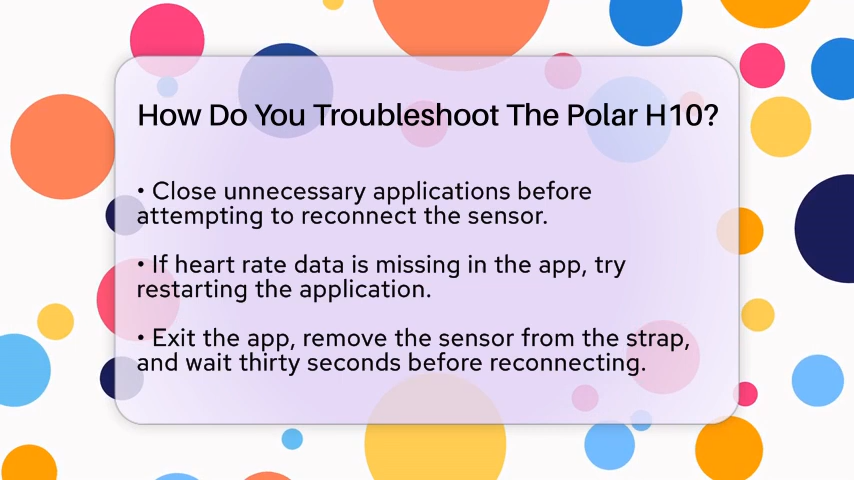 How Do You Troubleshoot The Polar H10?
• Close unnecessary applications before
attempting to reconnect the sensor.
• If heart rate data is missing in the app, try
restarting the application.
• Exit the app, remove the sensor from the strap,
and wait thirty seconds before reconnecting.